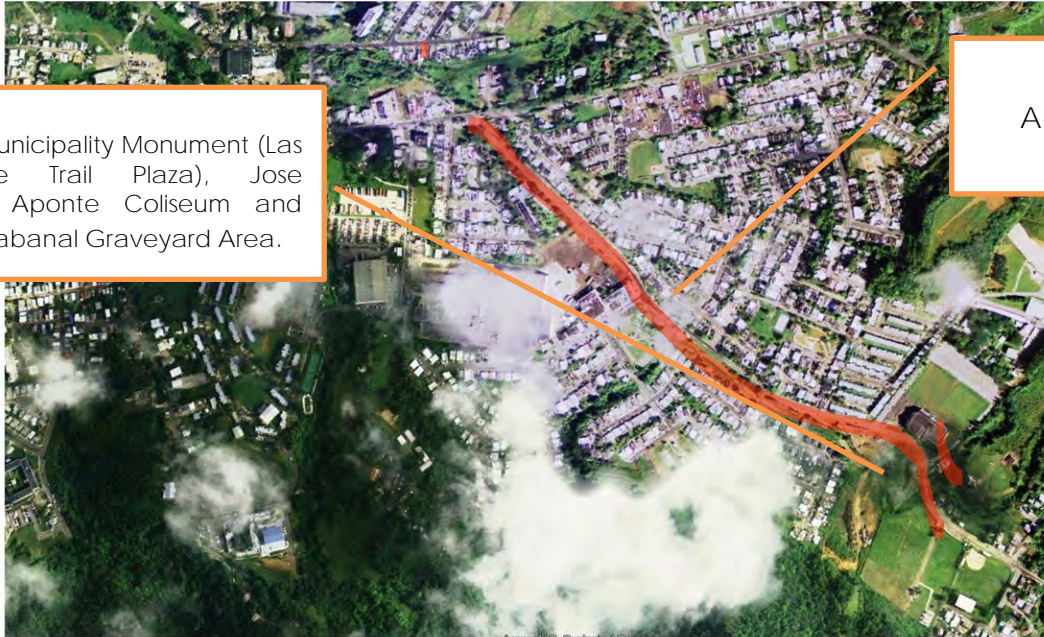 unicipality Monument (Las
e Trail Plaza), Jose
Aponte Coliseum and
abanal Graveyard Area.
A